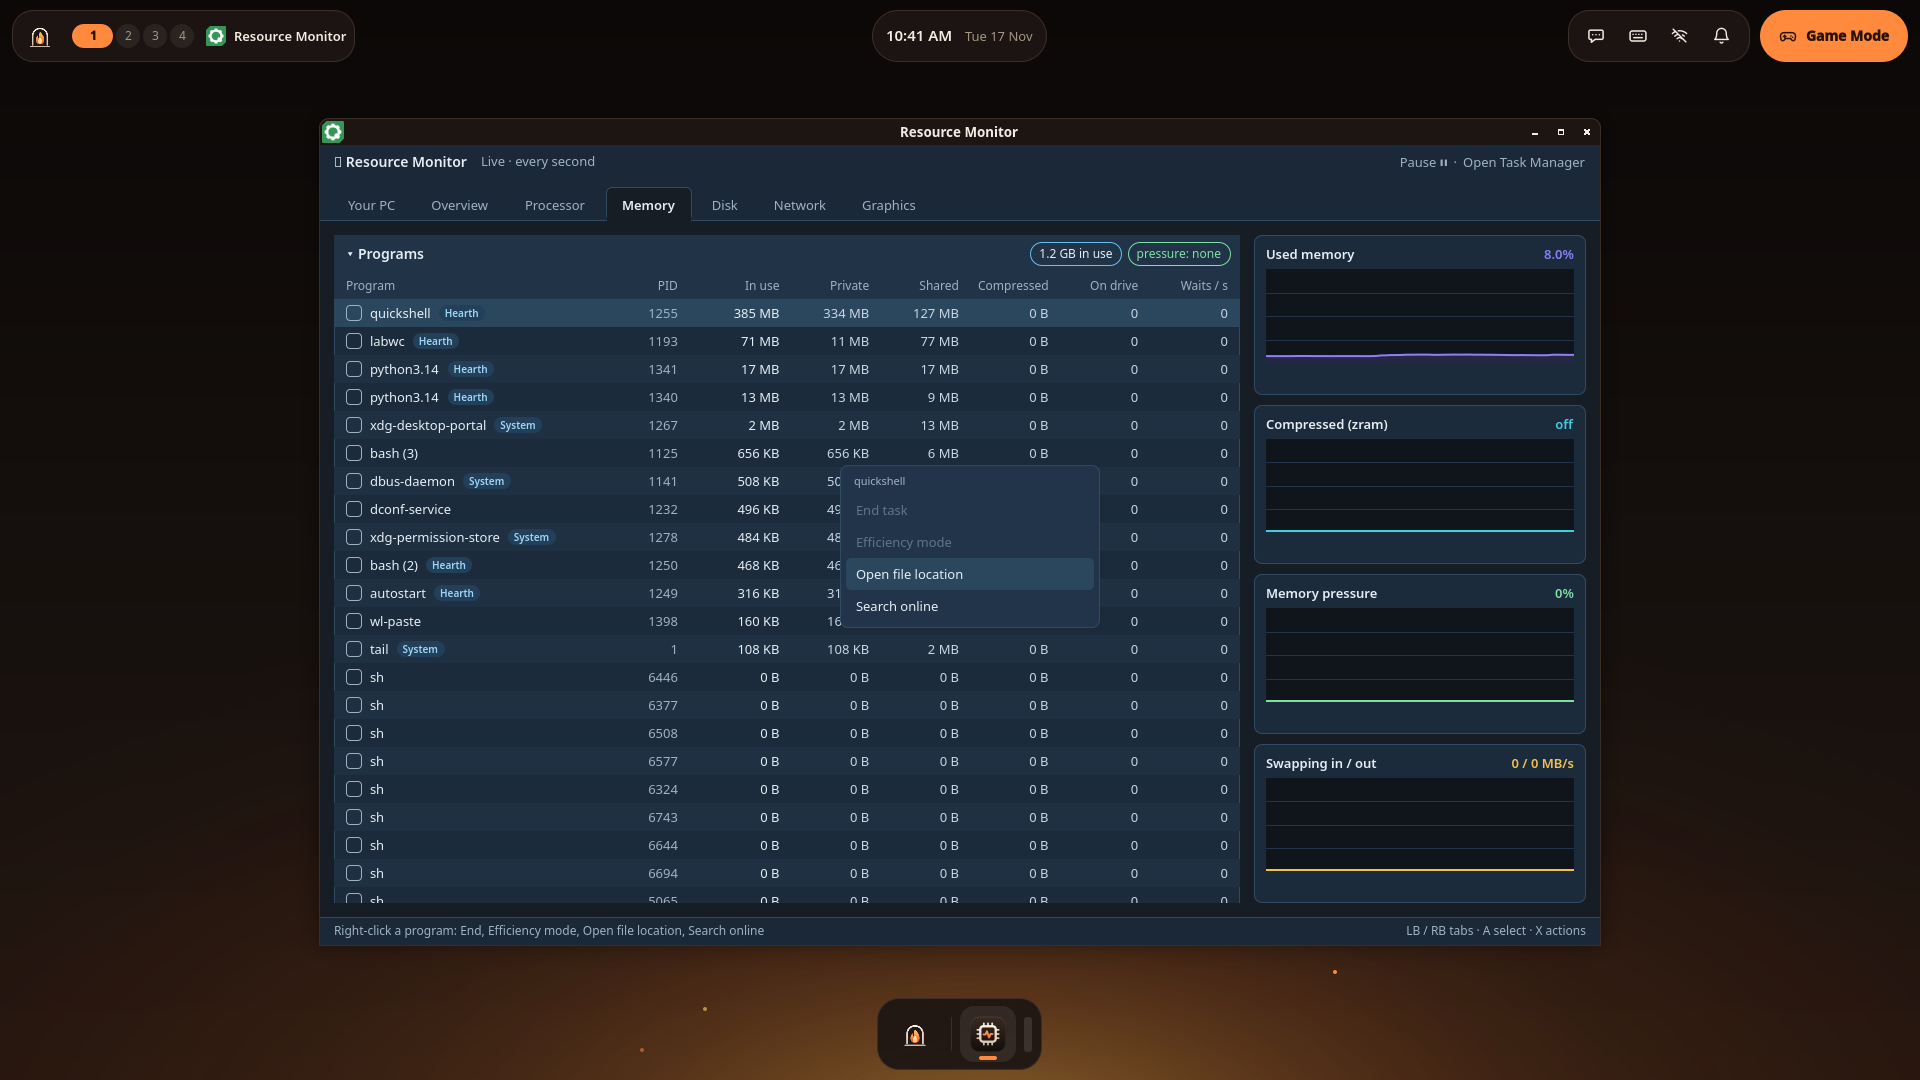 1 2 3 4 Resource Monitor
10:41 AM Tue 17 Nov
Game Mode
Resource Monitor
Resource Monitor Live · every second
Pause · Open Task Manager
Your PC Overview Processor Memory Disk Network Graphics
Programs 1.2 GB in use pressure: none
Program PID In use Private Shared Compressed On drive Waits / s
quickshell Hearth 1255 385 MB 334 MB 127 MB 0 B 0 0
labwc Hearth 1193 71 MB 11 MB 77 MB 0 B 0 0
python3.14 Hearth 1341 17 MB 17 MB 17 MB 0 B 0 0
python3.14 Hearth 1340 13 MB 13 MB 9 MB 0 B 0 0
xdg-desktop-portal System 1267 2 MB 2 MB 13 MB 0 B 0 0
bash (3) 1125 656 KB 656 KB 6 MB 0 B 0 0
dbus-daemon System 1141 508 KB 50 0 0
dconf-service 1232 496 KB 49 0 0
xdg-permission-store System 1278 484 KB 48 0 0
bash (2) Hearth 1250 468 KB 46 0 0
autostart Hearth 1249 316 KB 31 0 0
wl-paste 1398 160 KB 16 0 0
tail System 1 108 KB 108 KB 2 MB 0 B 0 0
sh 6446 0 B 0 B 0 B 0 B 0 0
sh 6377 0 B 0 B 0 B 0 B 0 0
sh 6508 0 B 0 B 0 B 0 B 0 0
sh 6577 0 B 0 B 0 B 0 B 0 0
sh 6324 0 B 0 B 0 B 0 B 0 0
sh 6743 0 B 0 B 0 B 0 B 0 0
sh 6644 0 B 0 B 0 B 0 B 0 0
sh 6694 0 B 0 B 0 B 0 B 0 0
sh 5065 0 B 0 B 0 B 0 B 0 0
quickshell
End task
Efficiency mode
Open file location
Search online
Used memory 8.0%
Compressed (zram) off
Memory pressure 0%
Swapping in / out 0 / 0 MB/s
Right-click a program: End, Efficiency mode, Open file location, Search online
LB / RB tabs · A select · X actions